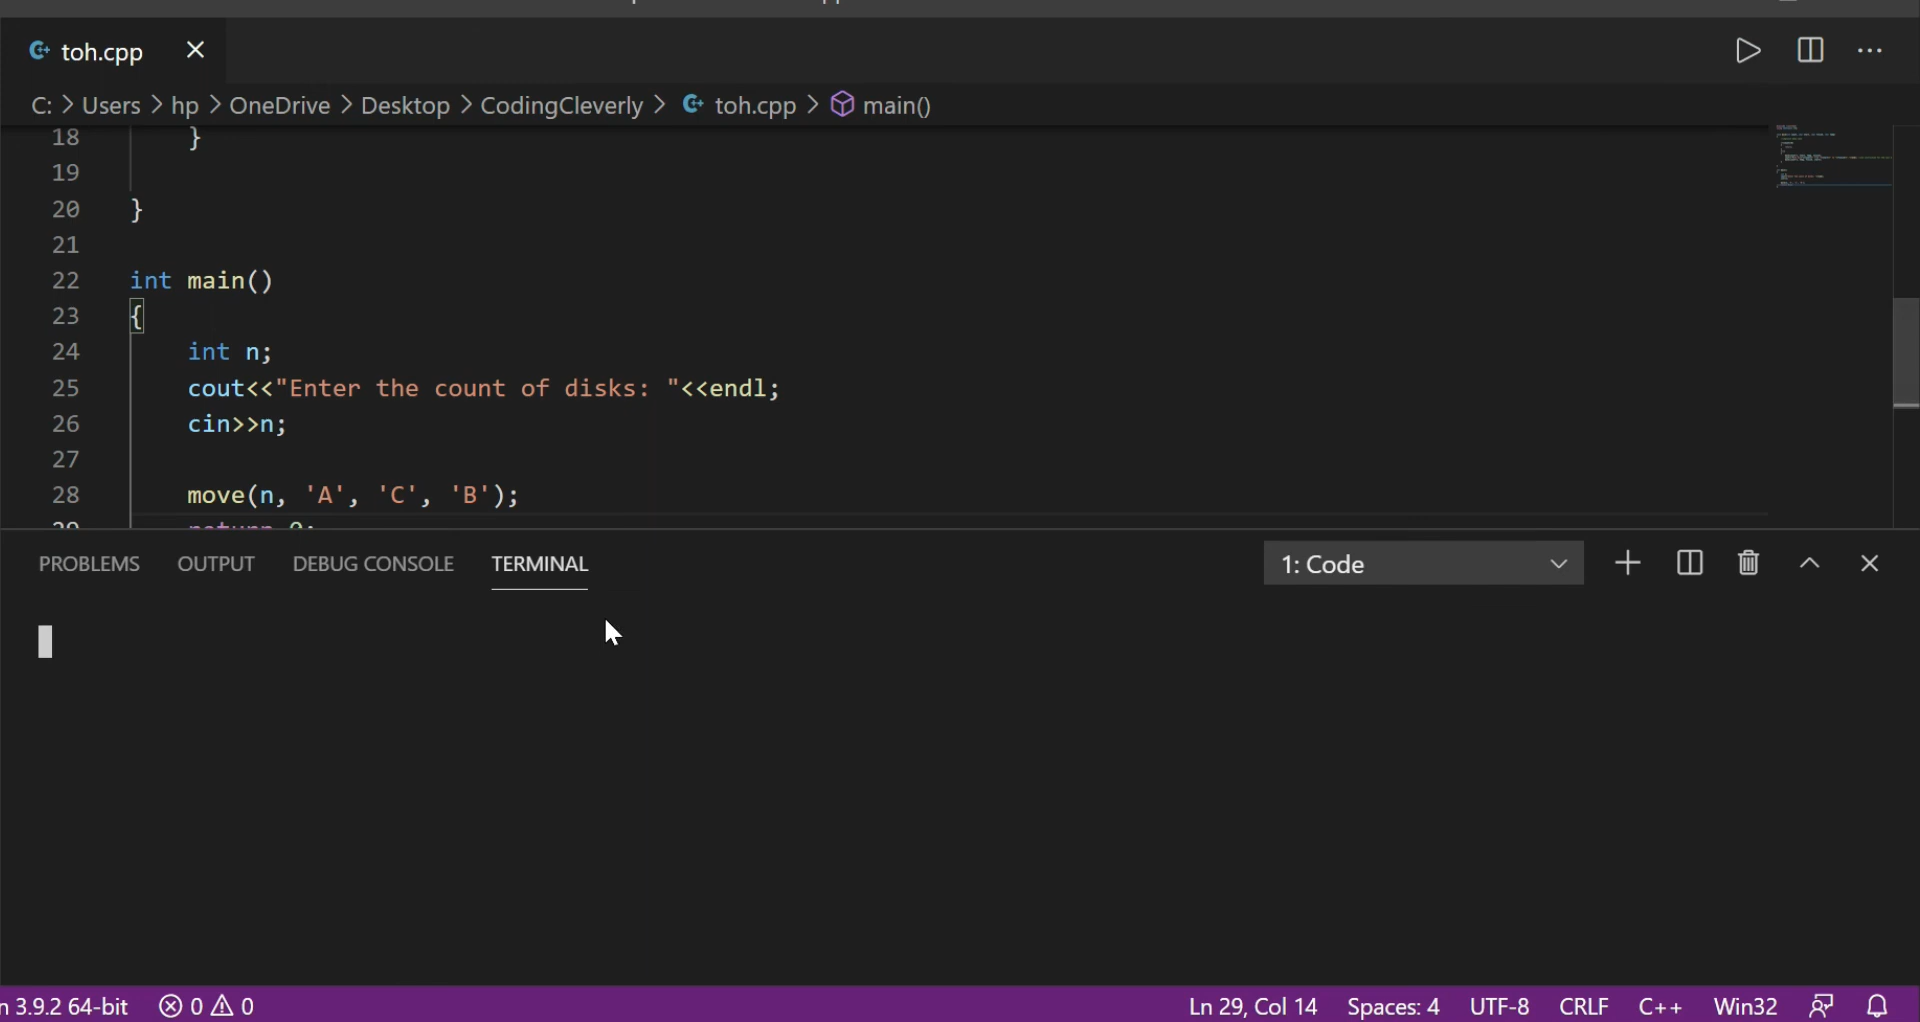 toh.cpp
C: > Users > hp > OneDrive > Desktop > CodingCleverly > toh.cpp > main()
18 }
19
20 }
21
22 int main()
23 {
24 int n;
25 cout<<"Enter the count of disks: "<<endl;
26 cin>>n;
27
28 move(n, 'A', 'C', 'B');
29 return 0;
PROBLEMS OUTPUT DEBUG CONSOLE TERMINAL 1: Code
n 3.9.2 64-bit 0 0 Ln 29, Col 14 Spaces: 4 UTF-8 CRLF C++ Win32